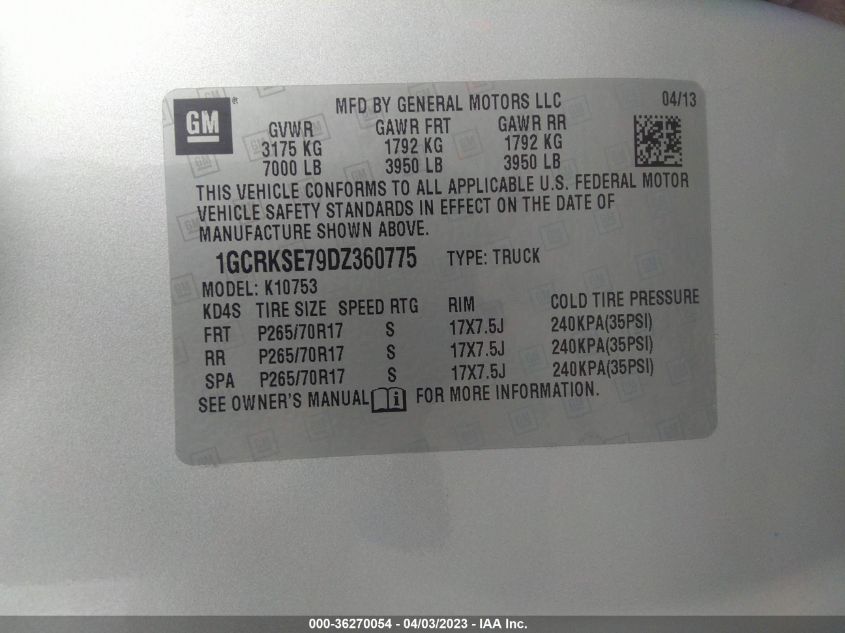 GM ® MFD BY GENERAL MOTORS LLC 04/13
GVWR GAWR FRT GAWR RR
3175 KG 1792 KG 1792 KG
7000 LB 3950 LB 3950 LB
THIS VEHICLE CONFORMS TO ALL APPLICABLE U.S. FEDERAL MOTOR
VEHICLE SAFETY STANDARDS IN EFFECT ON THE DATE OF
MANUFACTURE SHOWN ABOVE.
1GCRKSE79DZ360775 TYPE: TRUCK
MODEL: K10753
KD4S TIRE SIZE SPEED RTG RIM COLD TIRE PRESSURE
FRT P265/70R17 S 17X7.5J 240KPA(35PSI)
RR P265/70R17 S 17X7.5J 240KPA(35PSI)
SPA P265/70R17 S 17X7.5J 240KPA(35PSI)
SEE OWNER'S MANUAL i FOR MORE INFORMATION.
000-36270054 - 04/03/2023 - IAA Inc.